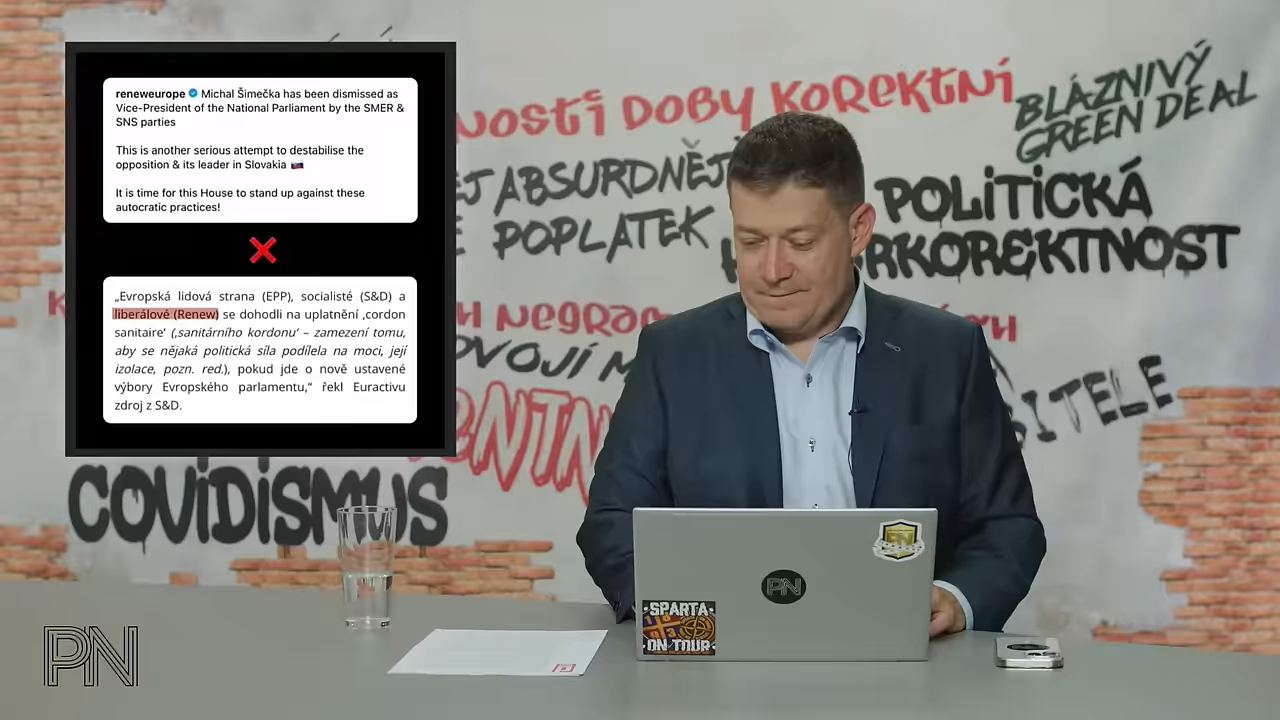 reneweurope Michal Šimečka has been dismissed as
Vice-President of the National Parliament by the SMER &
SNS parties
This is another serious attempt to destabilise the
opposition & its leader in Slovakia
It is time for this House to stand up against these
autocratic practices!
„Evropská lidová strana (EPP), socialisté (S&D) a
liberálové (Renew) se dohodli na uplatnění ‚cordon
sanitaire‘ (‚sanitárního kordonu‘ – zamezení tomu,
aby se nějaká politická síla podílela na moci, její
izolace, pozn. red.), pokud jde o nově ustavené
výbory Evropského parlamentu,“ řekl Euractivu
zdroj z S&D.
DOBY KOREKTNÍ
BLÁZNIVÝ
GREEN DEAL
POPLATEK
POLITICKÁ
RKOREKTNOST
COVIDISMUS
PN
SPARTA
ON TOUR
PN